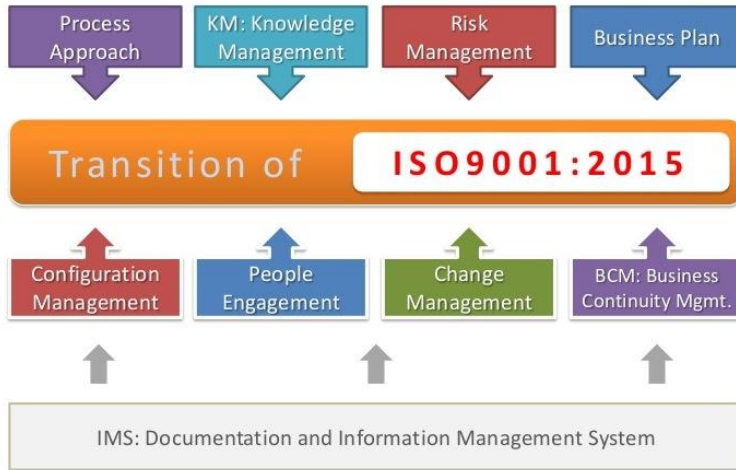 Process
Approach
KM: Knowledge
Management
Risk
Management
Business Plan
Transition of ISO9001:2015
Configuration
Management
People
Engagement
Change
Management
BCM: Business
Continuity Mgmt.
IMS: Documentation and Information Management System